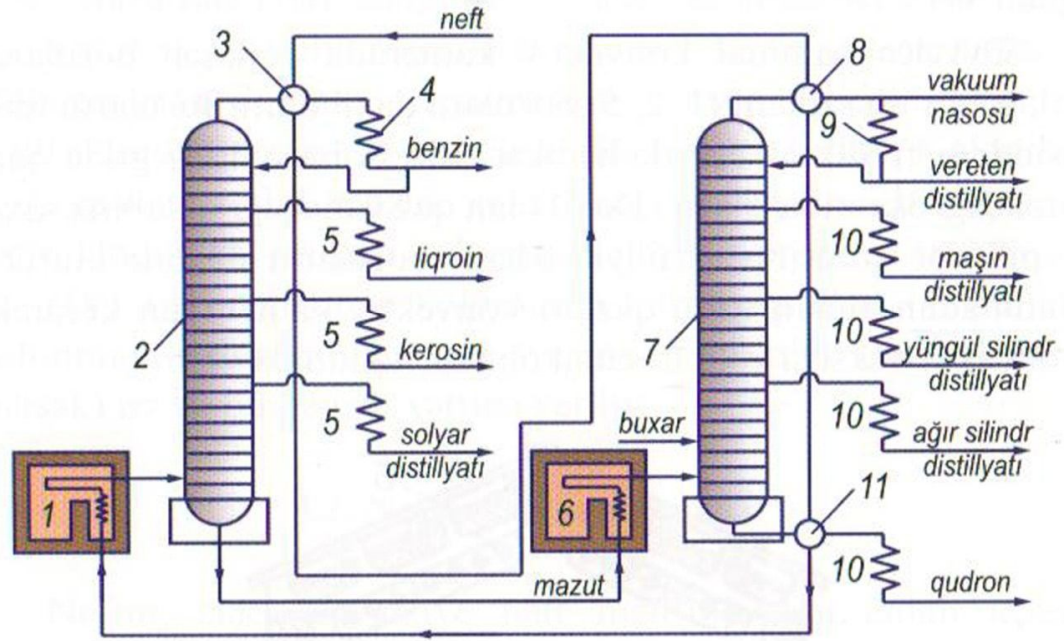 neft
3
4
benzin
5
liqroin
2
5
kerosin
5
solyar
distillyatı
1
mazut
8
vakuum
nasosu
9
vereten
distillyatı
10
maşın
distillyatı
7
10
yüngül silindr
distillyatı
buxar
10
ağır silindr
distillyatı
6
11
10
qudron